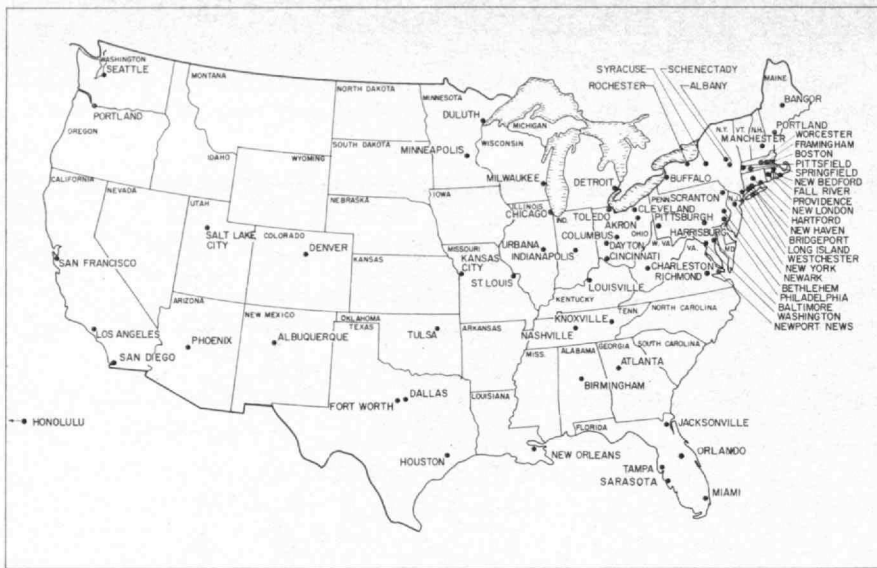 SYRACUSE
SCHENECTADY
ROCHESTER
ALBANY
WASHINGTON
SEATTLE
MONTANA
NORTH DAKOTA
MINNESOTA
DULUTH
MICHIGAN
MAINE
BANGOR
PORTLAND
OREGON
IDAHO
WYOMING
SOUTH DAKOTA
MINNEAPOLIS
WISCONSIN
MILWAUKEE
DETROIT
BUFFALO
N.Y.
VT.
N.H.
MANCHESTER
PORTLAND
WORCESTER
FRAMINGHAM
BOSTON
PITTSFIELD
SPRINGFIELD
NEW BEDFORD
FALL RIVER
PROVIDENCE
NEW LONDON
HARTFORD
NEW HAVEN
BRIDGEPORT
LONG ISLAND
WESTCHESTER
NEW YORK
NEWARK
BETHLEHEM
PHILADELPHIA
BALTIMORE
WASHINGTON
NEWPORT NEWS
CALIFORNIA
NEVADA
UTAH
SALT LAKE
CITY
COLORADO
DENVER
NEBRASKA
IOWA
ILLINOIS
CHICAGO
IND.
TOLEDO
CLEVELAND
AKRON
OHIO
COLUMBUS
DAYTON
CINCINNATI
PENN.
SCRANTON
PITTSBURGH
HARRISBURG
N.J.
MD.
W. VA.
VA.
CHARLESTON
RICHMOND
URBANA
INDIANAPOLIS
SAN FRANCISCO
KANSAS
MISSOURI
KANSAS
CITY
ST. LOUIS
LOUISVILLE
KENTUCKY
ARIZONA
NEW MEXICO
OKLAHOMA
TEXAS
TULSA
ARKANSAS
KNOXVILLE
NASHVILLE
TENN.
NORTH CAROLINA
SOUTH CAROLINA
LOS ANGELES
SAN DIEGO
PHOENIX
ALBUQUERQUE
MISS.
ALABAMA
GEORGIA
ATLANTA
BIRMINGHAM
HONOLULU
FORT WORTH
DALLAS
LOUISIANA
FLORIDA
JACKSONVILLE
HOUSTON
NEW ORLEANS
ORLANDO
TAMPA
SARASOTA
MIAMI